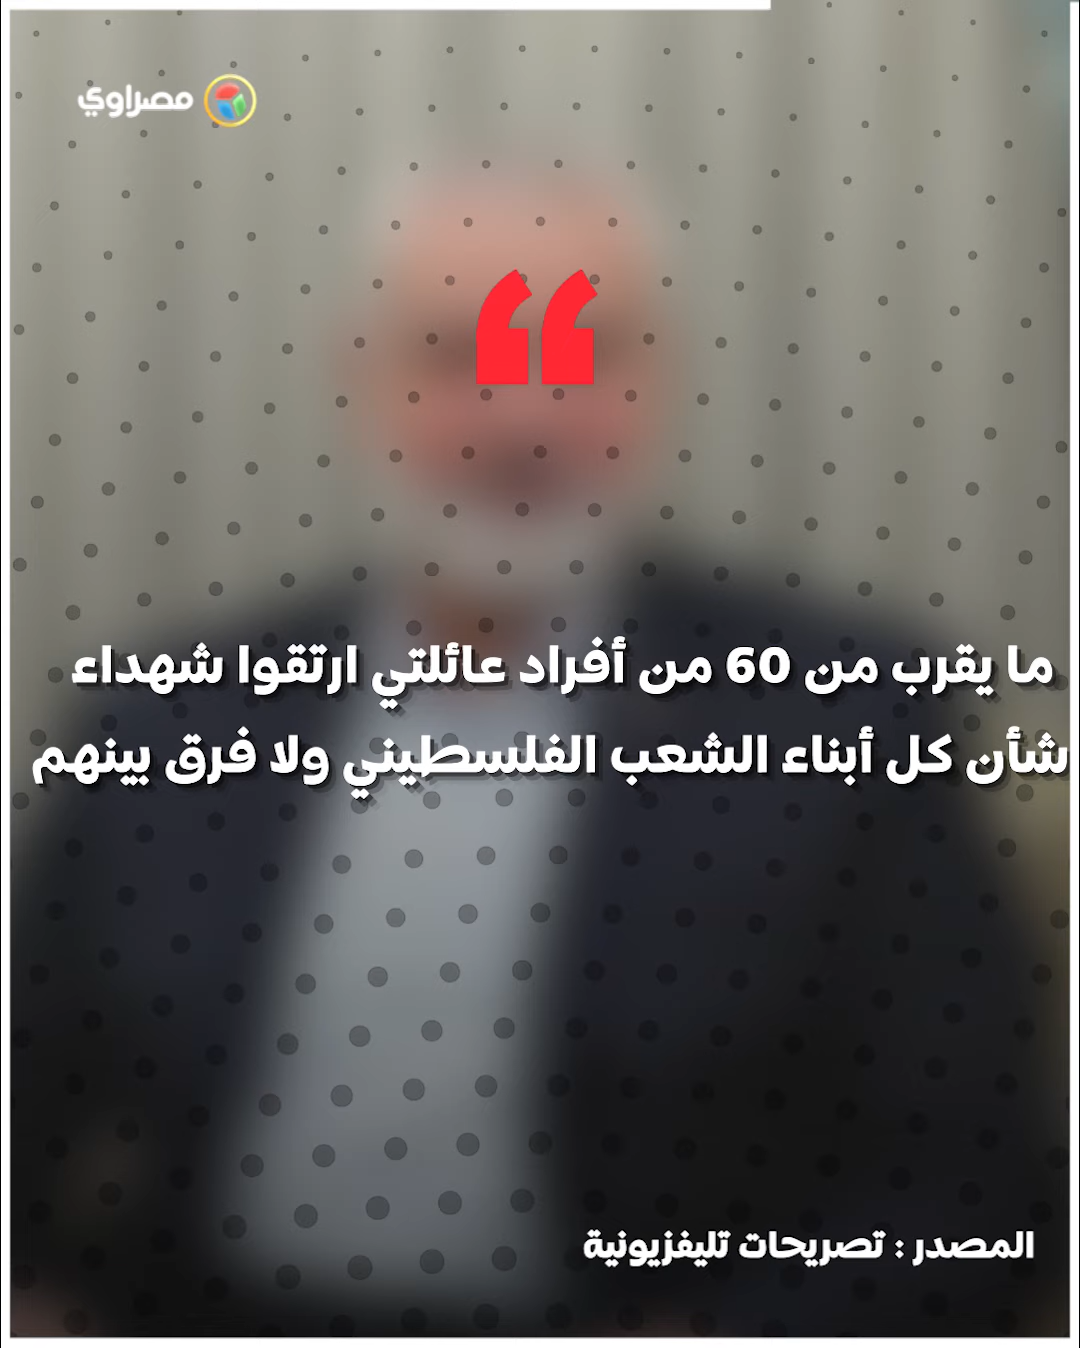 مصراوي
ما يقرب من 60 من أفراد عائلتي ارتقوا شهداء
شأن كل أبناء الشعب الفلسطيني ولا فرق بينهم
المصدر : تصريحات تليفزيونية